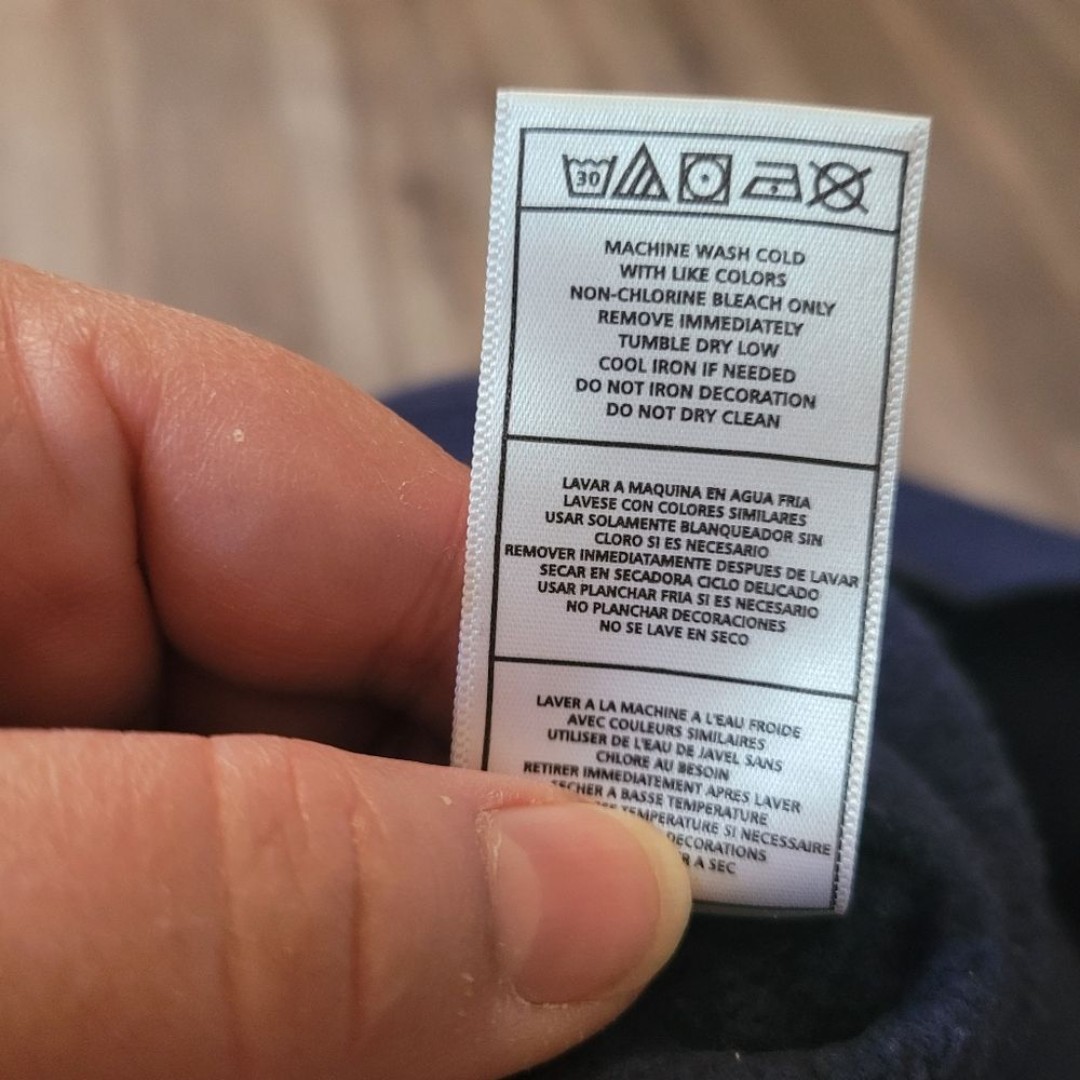 30
MACHINE WASH COLD
WITH LIKE COLORS
NON-CHLORINE BLEACH ONLY
REMOVE IMMEDIATELY
TUMBLE DRY LOW
COOL IRON IF NEEDED
DO NOT IRON DECORATION
DO NOT DRY CLEAN
LAVAR A MAQUINA EN AGUA FRIA
LAVESE CON COLORES SIMILARES
USAR SOLAMENTE BLANQUEADOR SIN
CLORO SI ES NECESARIO
REMOVER INMEDIATAMENTE DESPUES DE LAVAR
SECAR EN SECADORA CICLO DELICADO
USAR PLANCHAR FRIA SI ES NECESARIO
NO PLANCHAR DECORACIONES
NO SE LAVE EN SECO
LAVER A LA MACHINE A L'EAU FROIDE
AVEC COULEURS SIMILAIRES
UTILISER DE L'EAU DE JAVEL SANS
CHLORE AU BESOIN
RETIRER IMMEDIATEMENT APRES LAVER
A BASSE TEMPERATURE
TEMPERATURE SI NECESSAIRE
DECORATIONS
A SEC